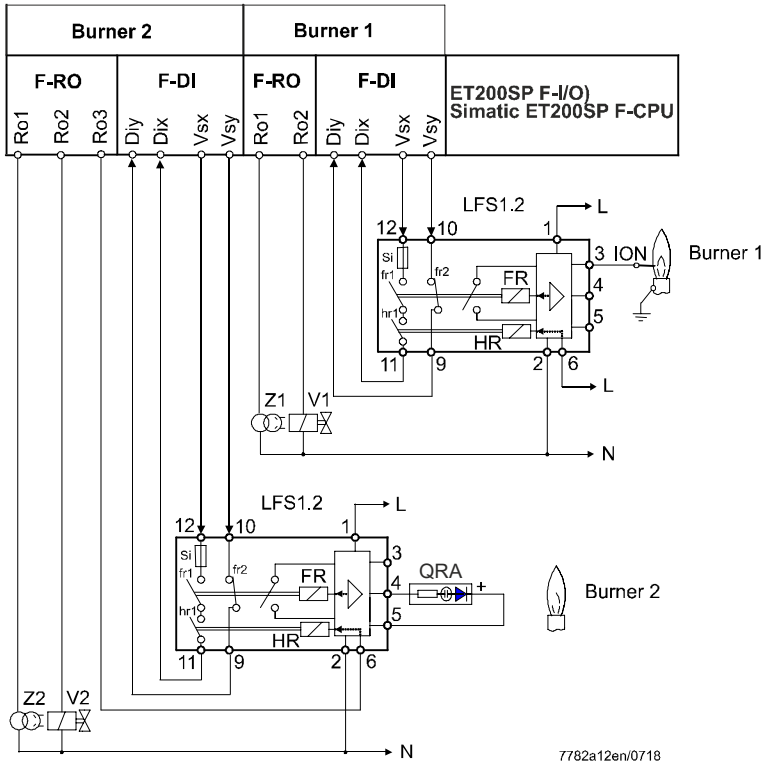 Burner 2 Burner 1
F-RO F-DI F-RO F-DI
ET200SP F-I/O)
Simatic ET200SP F-CPU
Ro1 Ro2 Ro3 Diy Dix Vsx Vsy Ro1 Ro2 Diy Dix Vsx Vsy
LFS1.2 L
12 10 1
Si
fr1 fr2 FR
3 ION Burner 1
4
hr1
5
HR
11 9 2 6
L
Z1 V1
N
LFS1.2 L
12 10 1
Si
fr1 fr2 FR
3
4 QRA +
Burner 2
hr1
5
HR
11 9 2 6
Z2 V2
N
7782a12en/0718